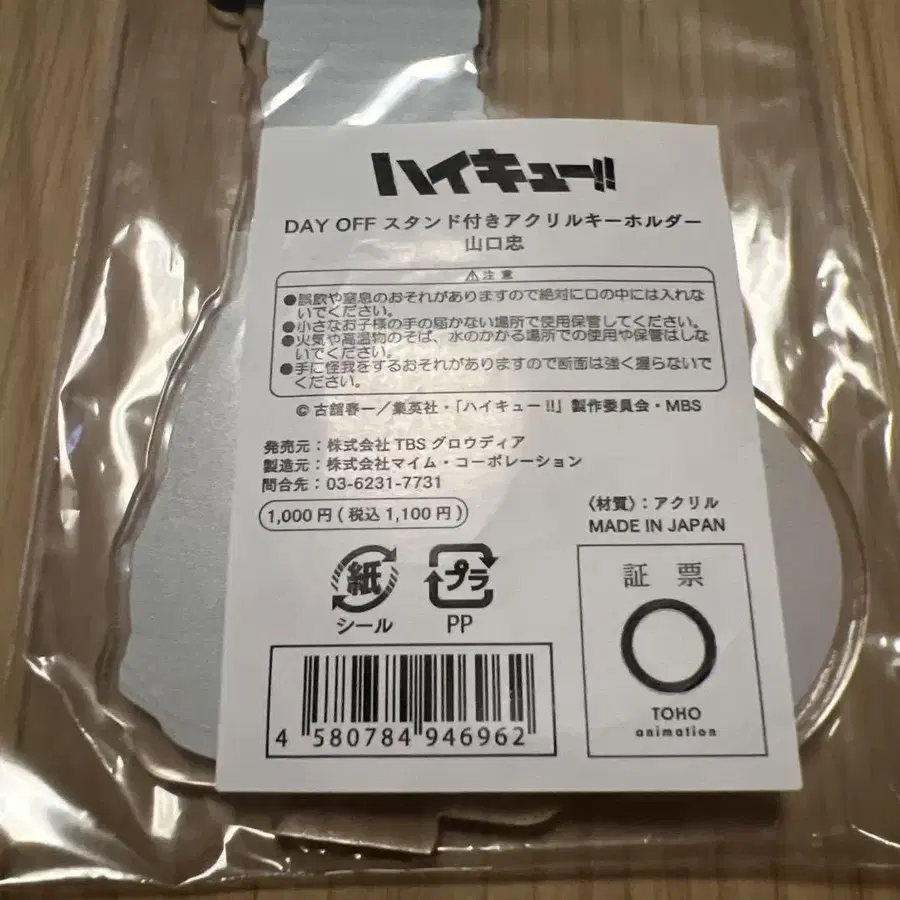 ハイキュー!!
DAY OFF スタンド付きアクリルキーホルダー
山口忠
⚠注意
●誤飲や窒息のおそれがありますので絶対に口の中には入れな
いでください。
●小さなお子様の手の届かない場所で使用保管してください。
●火気や高温物のそば、水のかかる場所での使用や保管はしな
いでください。
●手に怪我をするおそれがありますので断面は強く握らないで
ください。
© 古舘春一／集英社・「ハイキュー!!」製作委員会・MBS
発売元：株式会社 TBS グロウディア
製造元：株式会社マイム・コーポレーション
問合先：03-6231-7731
1,000 円 ( 税込 1,100 円 )
〈材質〉：アクリル
MADE IN JAPAN
紙
シール
プラ
PP
証 票
TOHO
animation
4 580784 946962